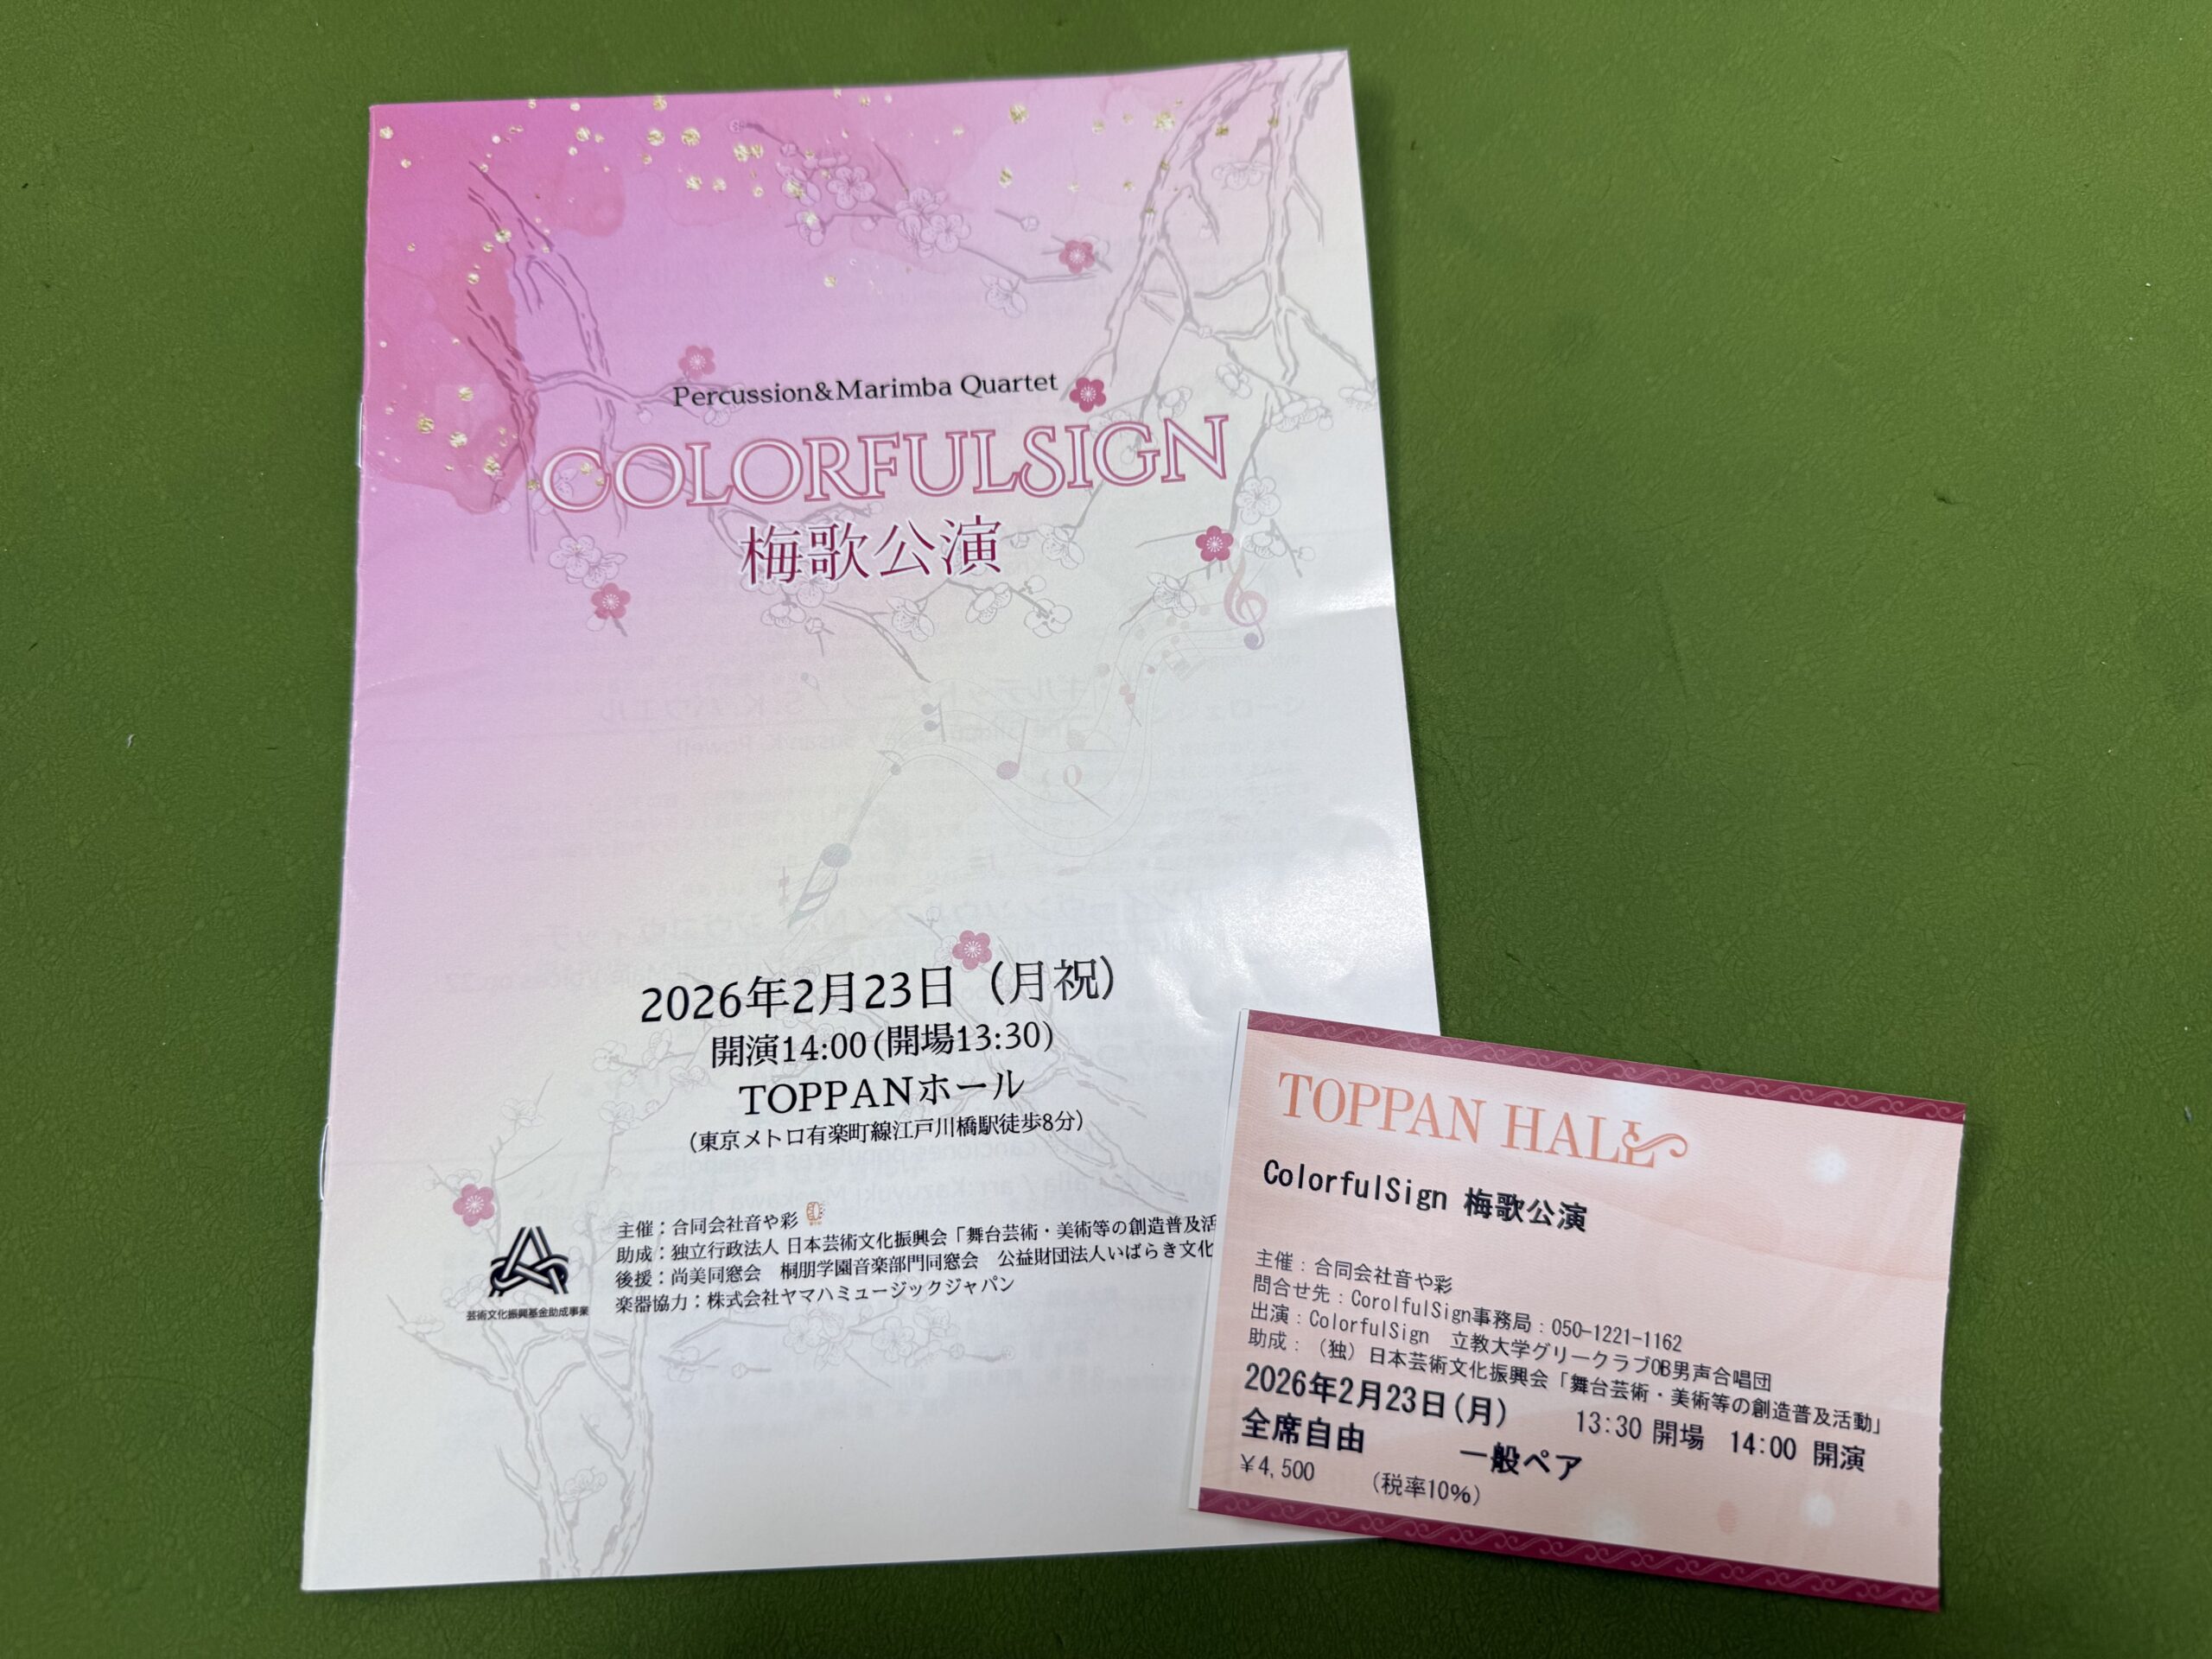 Percussion&Marimba Quartet
COLORFULSIGN
梅歌公演
2026年2月23日（月祝）
開演14:00(開場13:30)
TOPPANホール
（東京メトロ有楽町線江戸川橋駅徒歩8分）
主催：合同会社音や彩
助成：独立行政法人 日本芸術文化振興会「舞台芸術・美術等の創造普及活
後援：尚美同窓会　桐朋学園音楽部門同窓会　公益財団法人いばらき文化
楽器協力：株式会社ヤマハミュージックジャパン
芸術文化振興基金助成事業
TOPPAN HALL
ColorfulSign 梅歌公演
主催：合同会社音や彩
問合せ先：CorolfulSign事務局：050-1221-1162
出演：ColorfulSign　立教大学グリークラブOB男声合唱団
助成：（独）日本芸術文化振興会「舞台芸術・美術等の創造普及活動」
2026年2月23日(月)　13:30 開場　14:00 開演
全席自由　一般ペア
￥4,500　（税率10%）